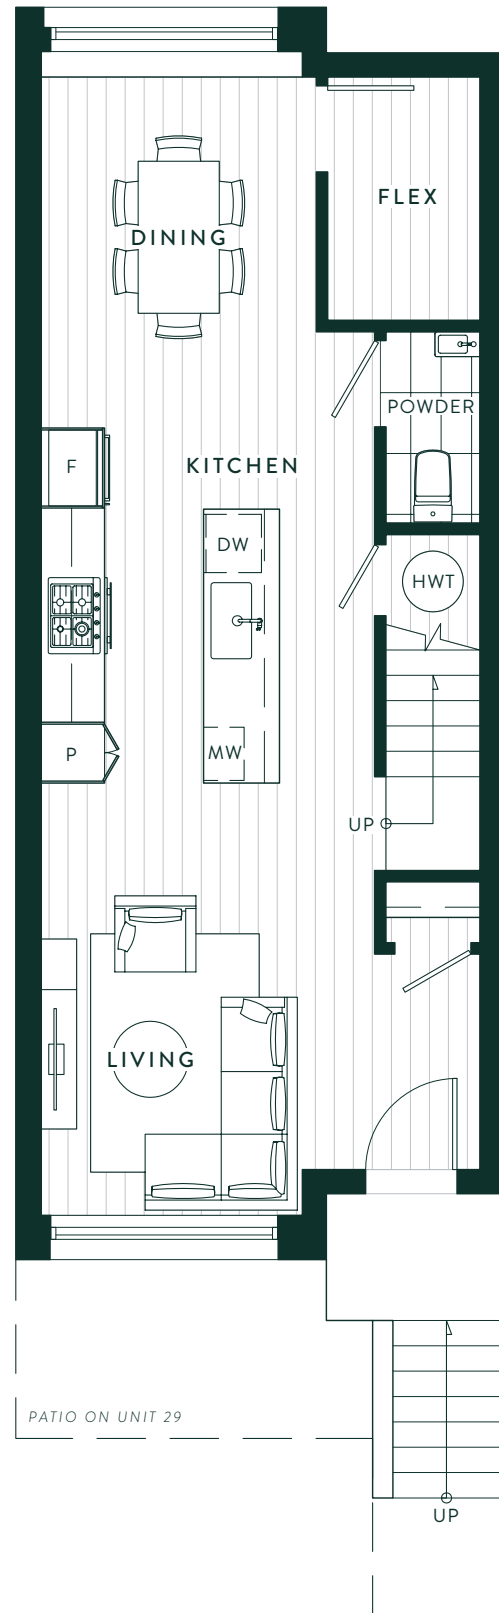 FLEX
DINING
POWDER
KITCHEN
F
DW
HWT
MW
P
UP
LIVING
PATIO ON UNIT 29
UP